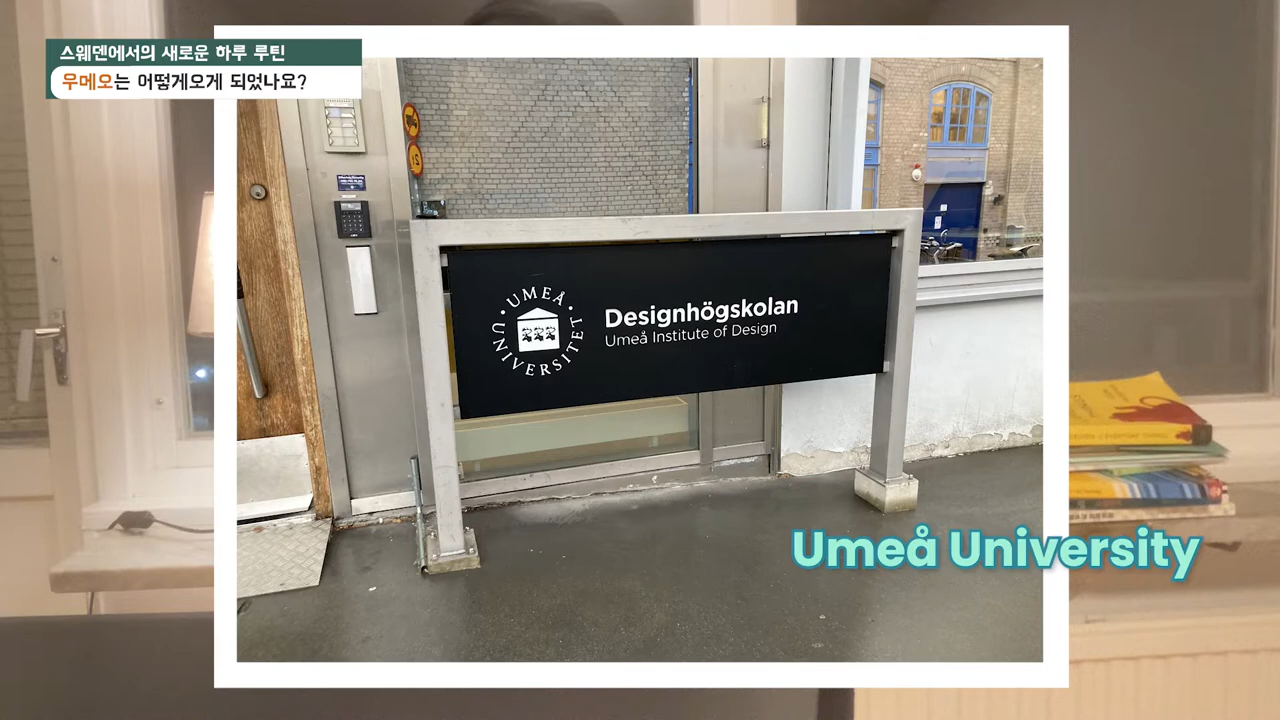 스웨덴에서의 새로운 하루 루틴
우메오는 어떻게오게 되었나요?
UMEÅ UNIVERSITET
Designhögskolan
Umeå Institute of Design
Umeå University